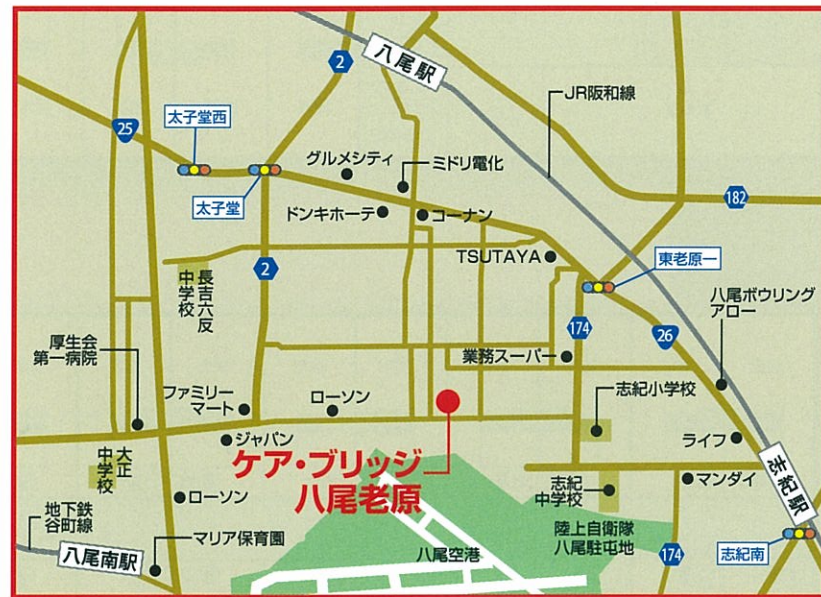 八尾駅
2
JR阪和線
25
太子堂西
グルメシティ
ミドリ電化
太子堂
ドンキホーテ
コーナン
182
TSUTAYA
東老原一
2
長吉六反
中学校
八尾ボウリング
アロー
174
26
厚生会
第一病院
業務スーパー
ファミリー
マート
ローソン
志紀小学校
ジャパン
ライフ
ケア・ブリッジ
八尾老原
大正
中学校
志紀
中学校
マンダイ
志紀駅
ローソン
地下鉄
谷町線
マリア保育園
八尾空港
陸上自衛隊
八尾駐屯地
174
志紀南
八尾南駅